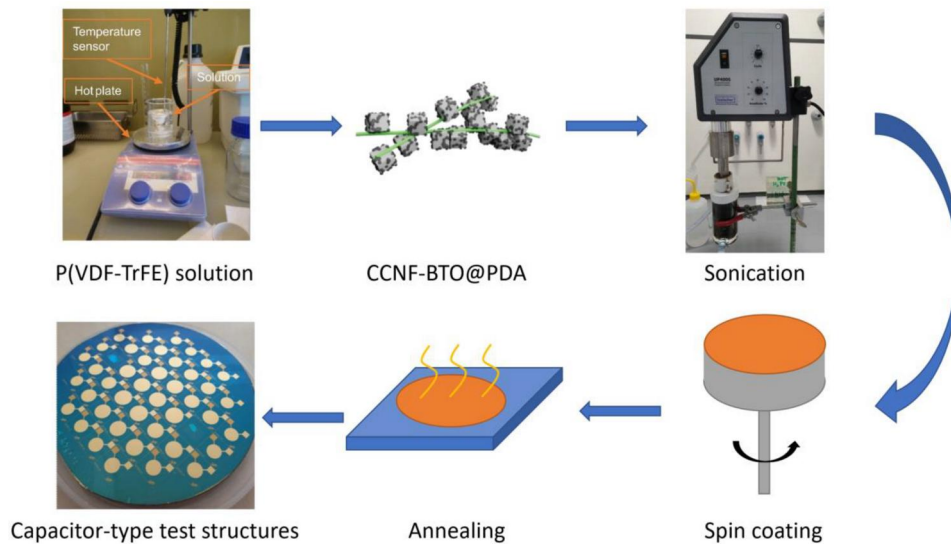 Temperature
sensor
Solution
Hot plate
P(VDF-TrFE) solution
CCNF-BTO@PDA
Sonication
Capacitor-type test structures
Annealing
Spin coating